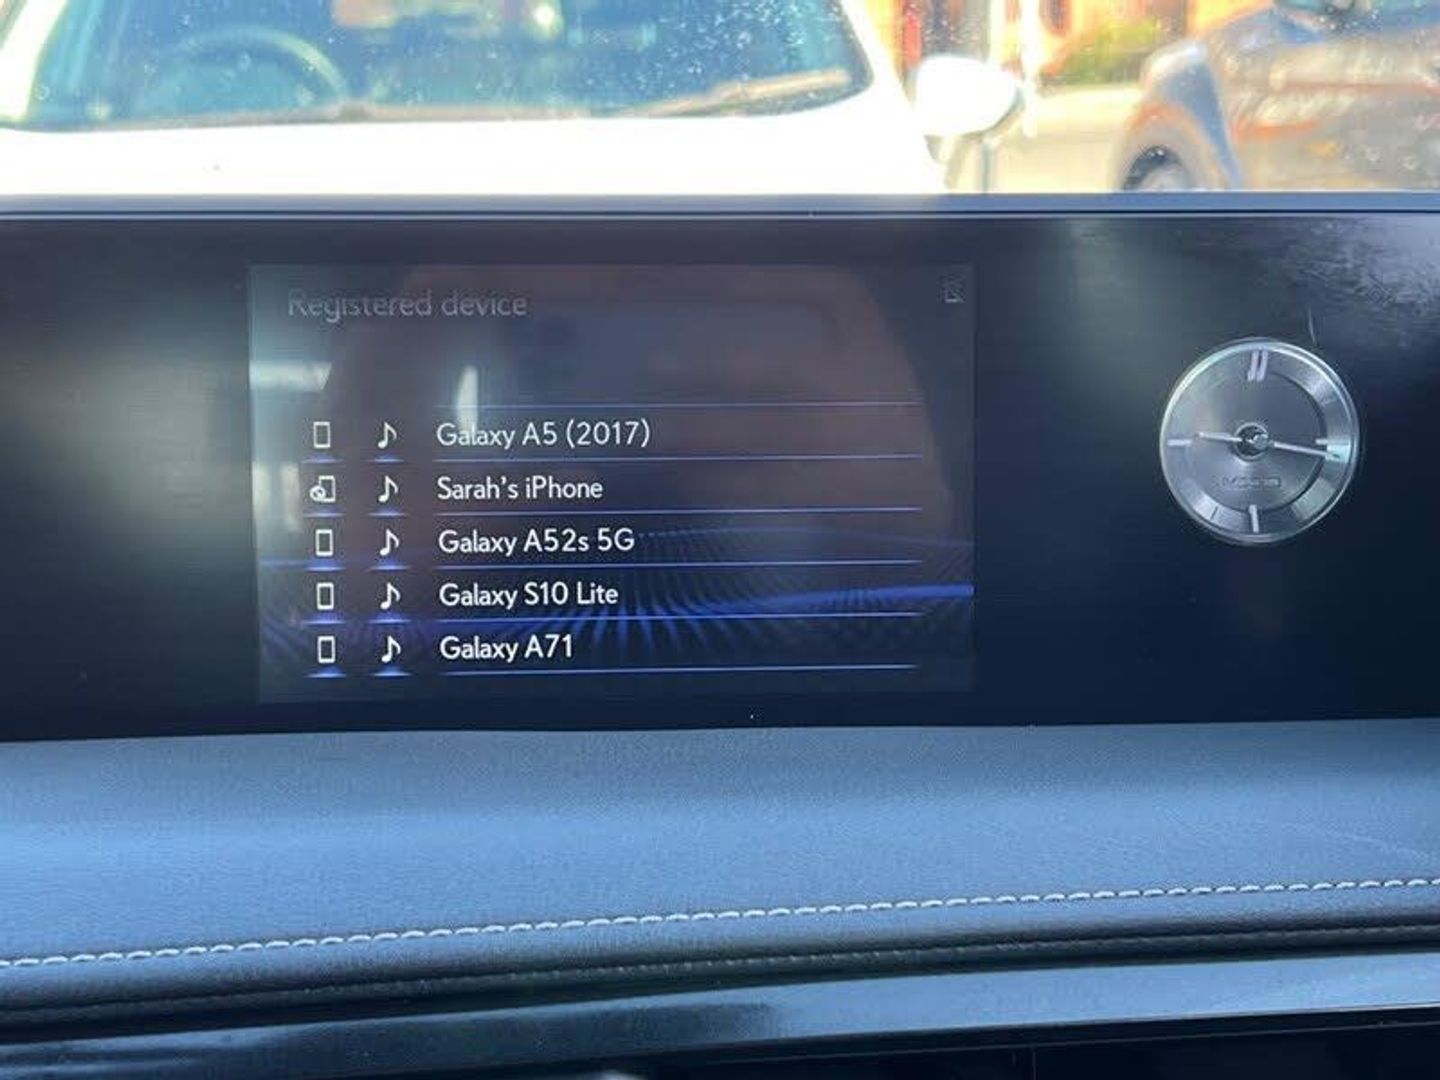 Registered device
Galaxy A5 (2017)
Sarah's iPhone
Galaxy A52s 5G
Galaxy S10 Lite
Galaxy A71